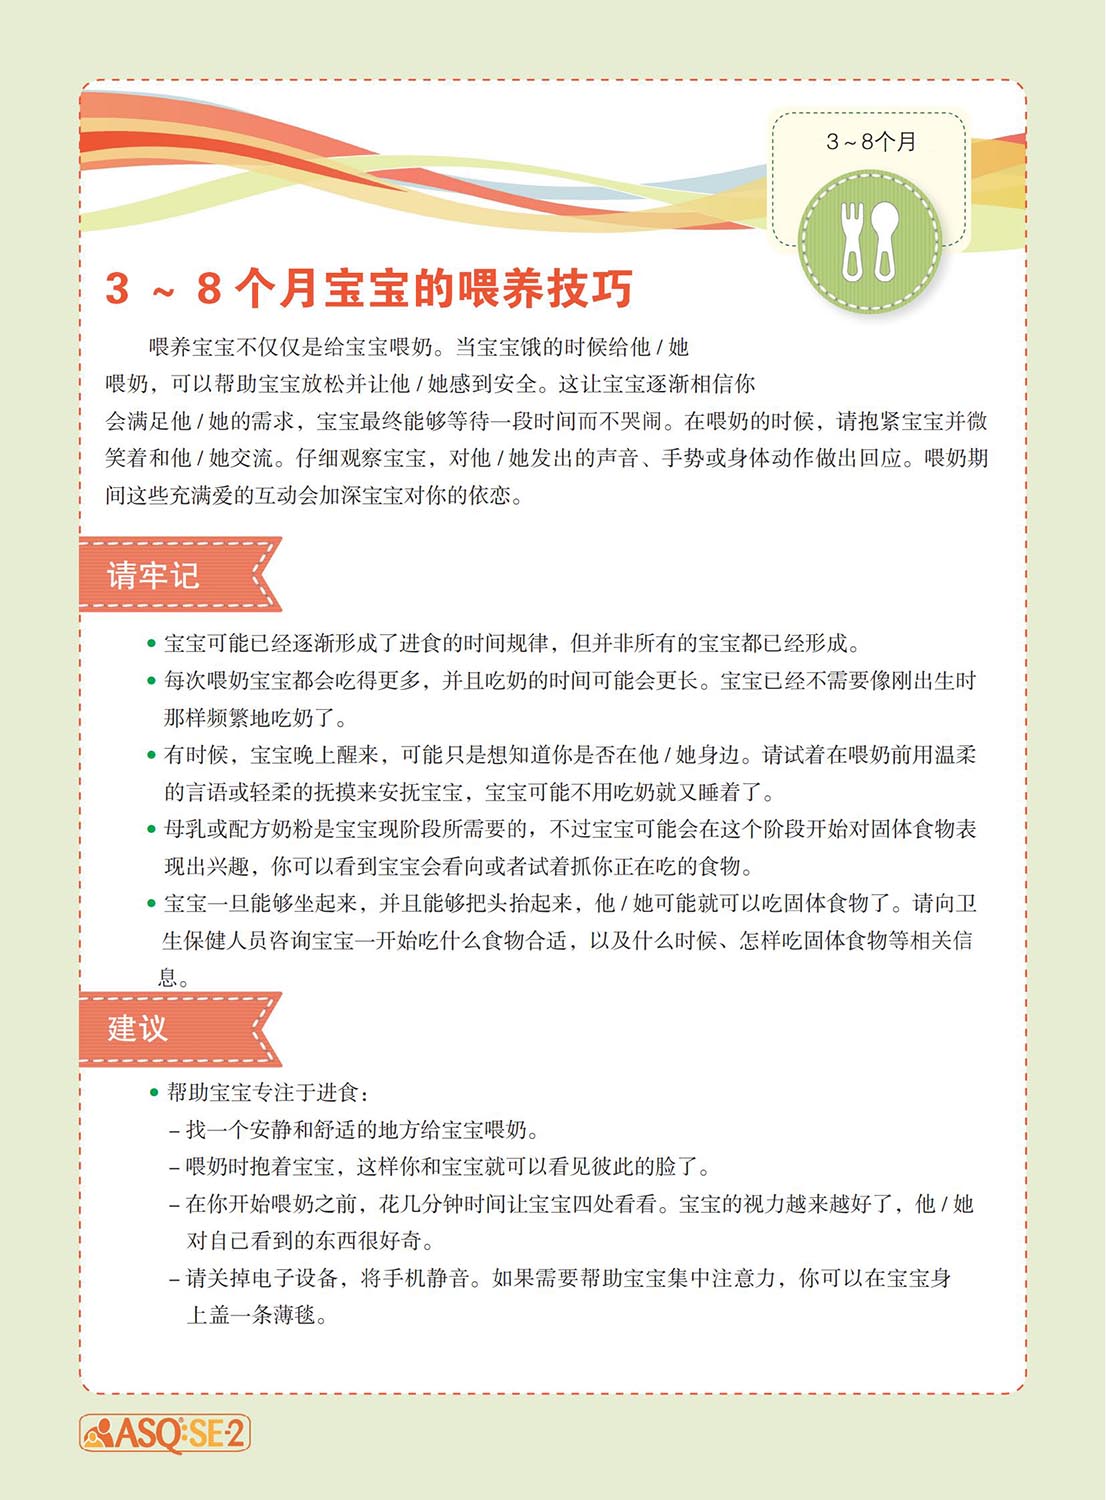 3～8个月
3 ~ 8 个月宝宝的喂养技巧
喂养宝宝不仅仅是给宝宝喂奶。当宝宝饿的时候给他 / 她
喂奶，可以帮助宝宝放松并让他 / 她感到安全。这让宝宝逐渐相信你
会满足他 / 她的需求，宝宝最终能够等待一段时间而不哭闹。在喂奶的时候，请抱紧宝宝并微
笑着和他 / 她交流。仔细观察宝宝，对他 / 她发出的声音、手势或身体动作做出回应。喂奶期
间这些充满爱的互动会加深宝宝对你的依恋。
请牢记
• 宝宝可能已经逐渐形成了进食的时间规律，但并非所有的宝宝都已经形成。
• 每次喂奶宝宝都会吃得更多，并且吃奶的时间可能会更长。宝宝已经不需要像刚出生时
那样频繁地吃奶了。
• 有时候，宝宝晚上醒来，可能只是想知道你是否在他 / 她身边。请试着在喂奶前用温柔
的言语或轻柔的抚摸来安抚宝宝，宝宝可能不用吃奶就又睡着了。
• 母乳或配方奶粉是宝宝现阶段所需要的，不过宝宝可能会在这个阶段开始对固体食物表
现出兴趣，你可以看到宝宝会看向或者试着抓你正在吃的食物。
• 宝宝一旦能够坐起来，并且能够把头抬起来，他 / 她可能就可以吃固体食物了。请向卫
生保健人员咨询宝宝一开始吃什么食物合适，以及什么时候、怎样吃固体食物等相关信
息。
建议
• 帮助宝宝专注于进食：
– 找一个安静和舒适的地方给宝宝喂奶。
– 喂奶时抱着宝宝，这样你和宝宝就可以看见彼此的脸了。
– 在你开始喂奶之前，花几分钟时间让宝宝四处看看。宝宝的视力越来越好了，他 / 她
对自己看到的东西很好奇。
– 请关掉电子设备，将手机静音。如果需要帮助宝宝集中注意力，你可以在宝宝身
上盖一条薄毯。
ASQ:SE-2